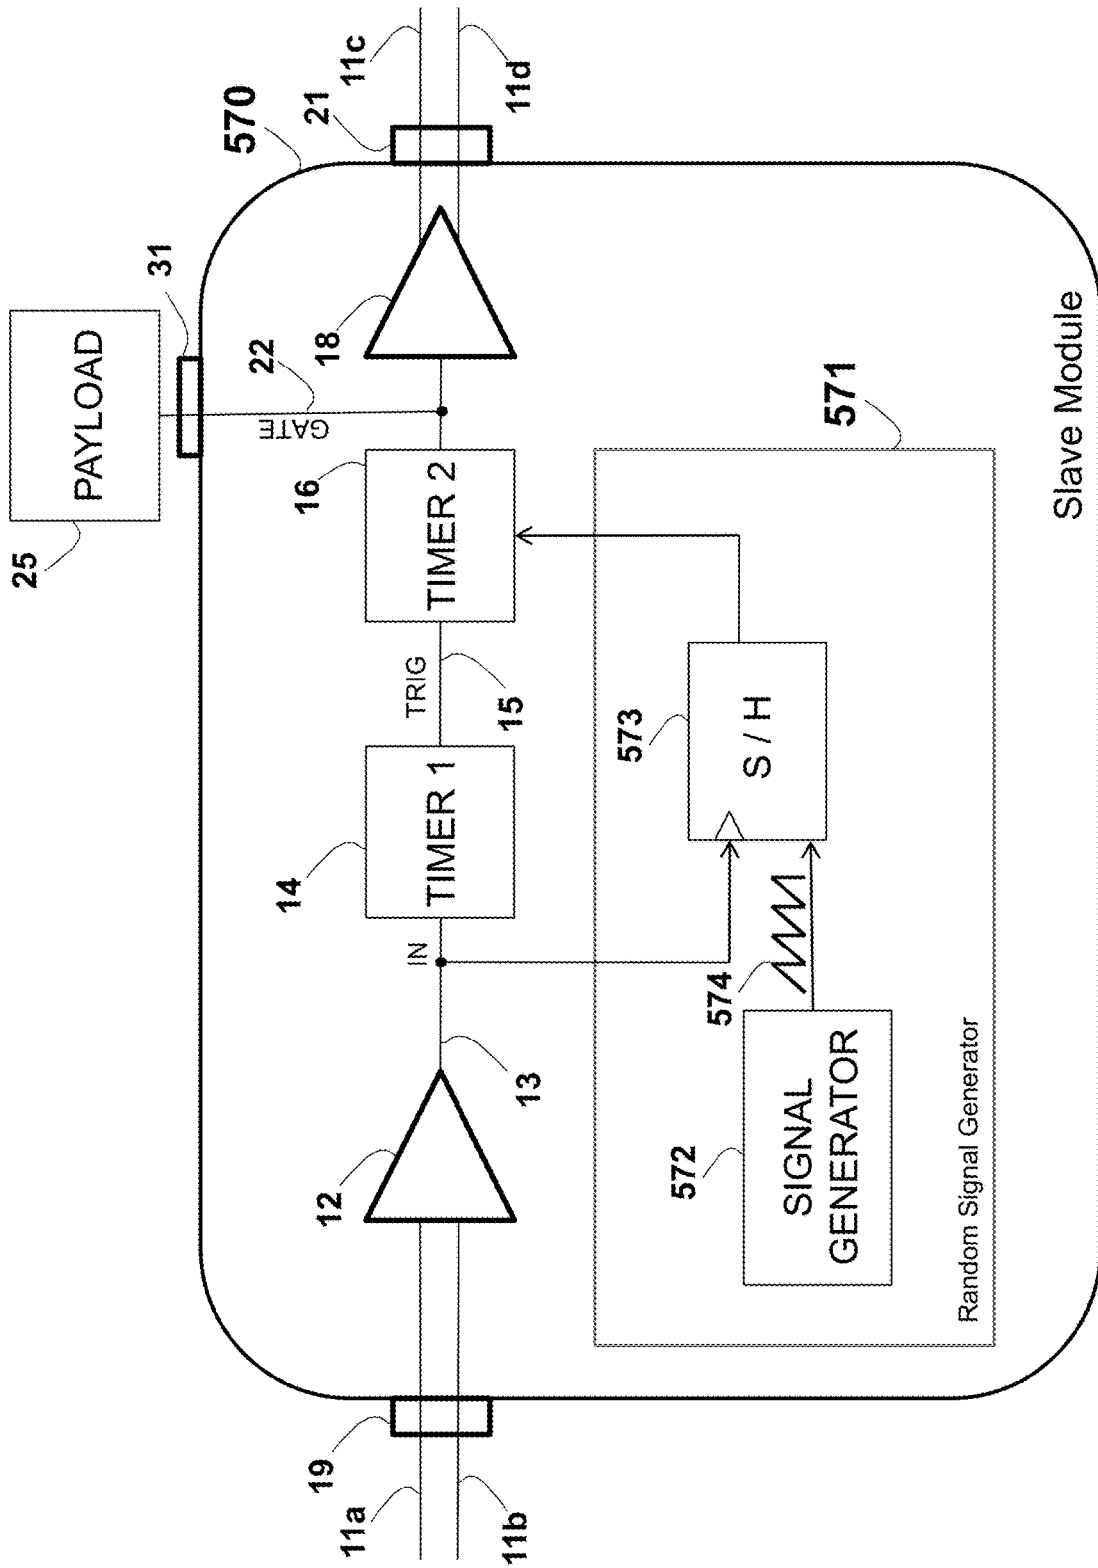 PAYLOAD
25
31
570
21
11c
11d
GATE
22
18
16
TIMER 2
TRIG
15
14
TIMER 1
IN
13
12
19
11a
11b
571
573
S / H
574
572
SIGNAL
GENERATOR
Random Signal Generator
Slave Module